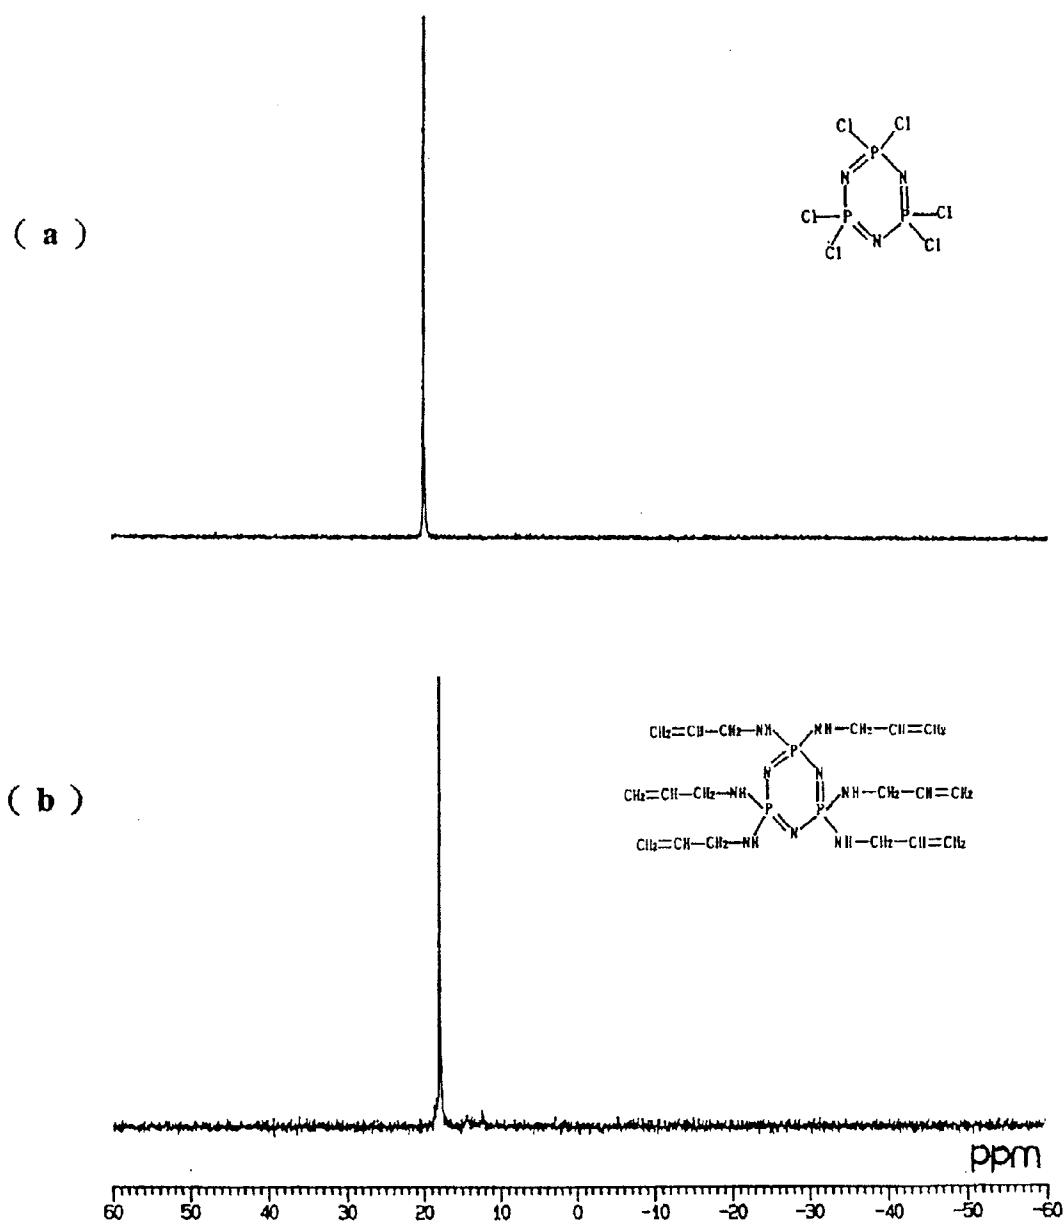 ( a )
Cl Cl
P
N N
Cl P P Cl
Cl N Cl
( b )
CH₂=CH—CH₂—NH NH—CH₂—CH=CH₂
P
N N
CH₂=CH—CH₂—NH P P NH—CH₂—CH=CH₂
N
CH₂=CH—CH₂—NH NH—CH₂—CH=CH₂
ppm
60 50 40 30 20 10 0 -10 -20 -30 -40 -50 -60